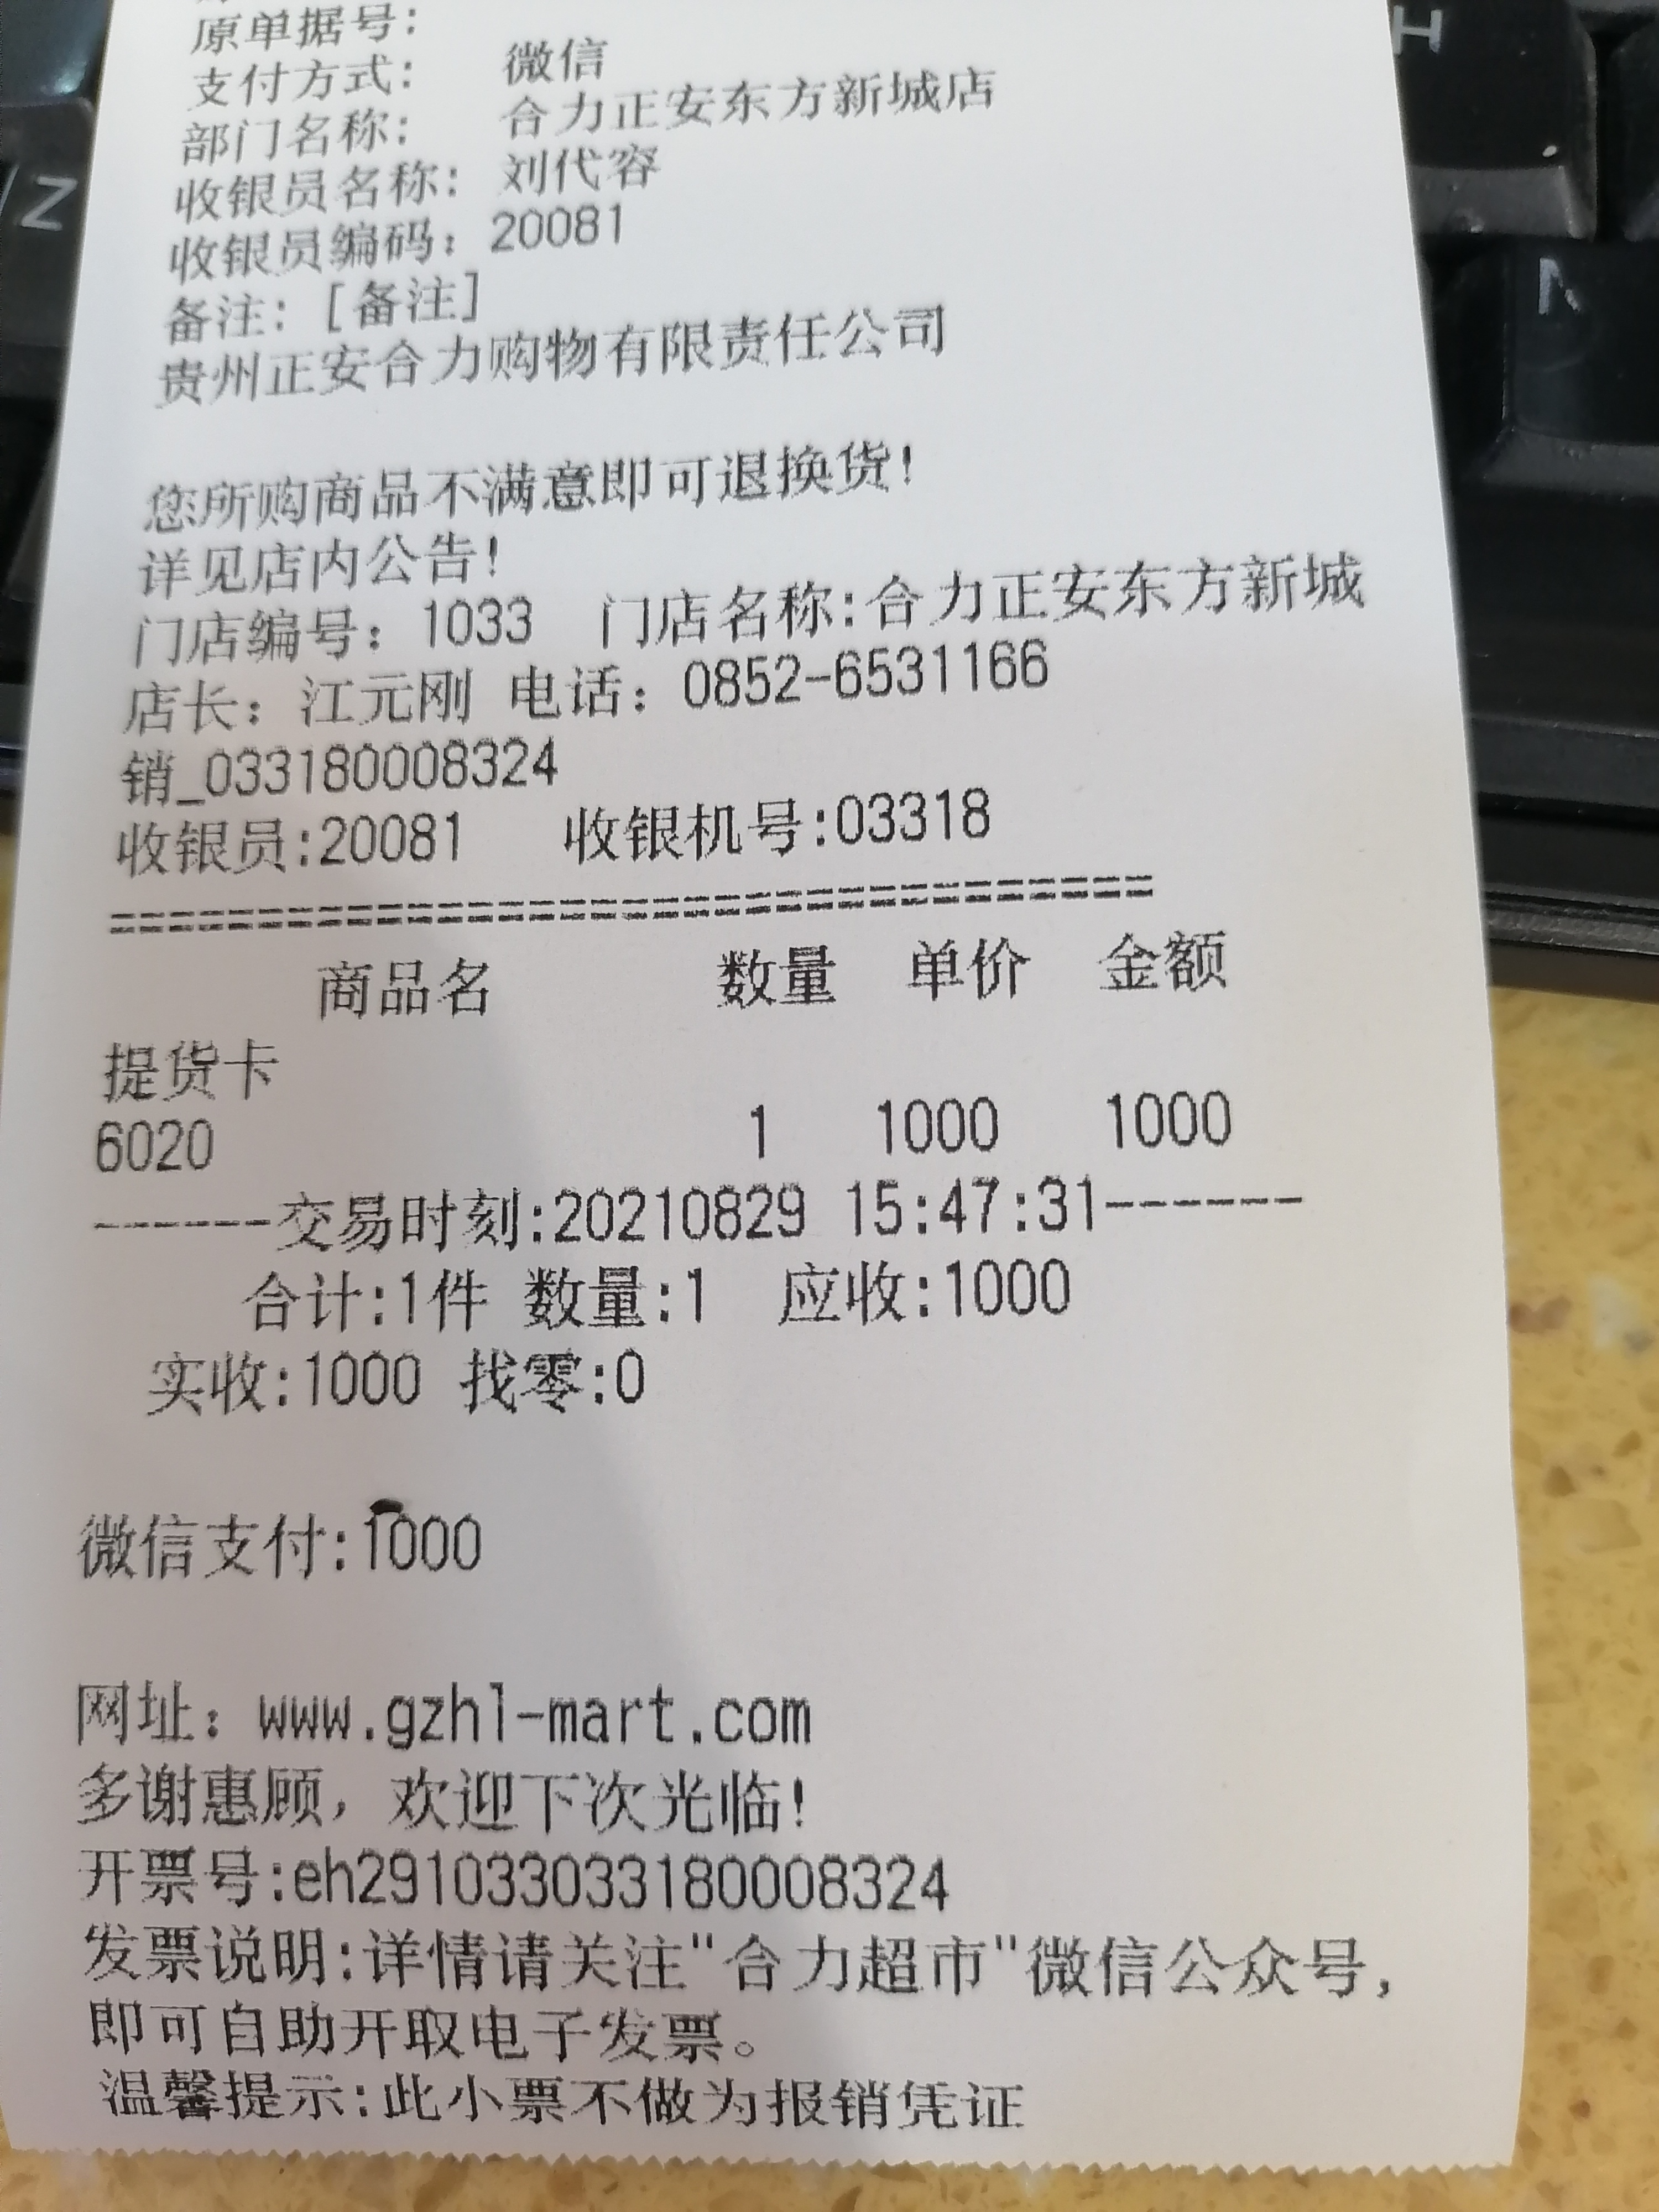 原单据号:
支付方式: 微信
部门名称: 合力正安东方新城店
收银员名称: 刘代容
收银员编码: 20081
备注: [备注]
贵州正安合力购物有限责任公司
您所购商品不满意即可退换货!
详见店内公告!
门店编号: 1033 门店名称:合力正安东方新城
店长: 江元刚 电话: 0852-6531166
销_033180008324
收银员:20081 收银机号:03318
===================================
商品名 数量 单价 金额
提货卡
6020 1 1000 1000
------交易时刻:20210829 15:47:31------
合计:1件 数量:1 应收:1000
实收:1000 找零:0
微信支付:1000
网址: www.gzhl-mart.com
多谢惠顾, 欢迎下次光临!
开票号:eh291033033180008324
发票说明:详情请关注"合力超市"微信公众号,
即可自助开取电子发票。
温馨提示:此小票不做为报销凭证
H
/Z
N